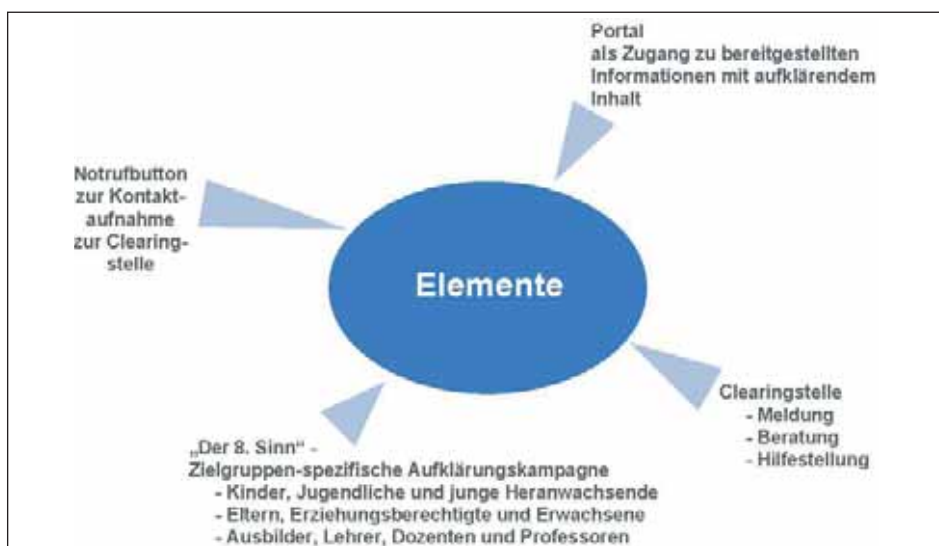 Portal
als Zugang zu bereitgestellten
Informationen mit aufklärendem
Inhalt
Notrufbutton
zur Kontakt-
aufnahme
zur Clearing-
stelle
Elemente
Clearingstelle
- Meldung
- Beratung
- Hilfestellung
„Der 8. Sinn“ -
Zielgruppen-spezifische Aufklärungskampagne
- Kinder, Jugendliche und junge Heranwachsende
- Eltern, Erziehungsberechtigte und Erwachsene
- Ausbilder, Lehrer, Dozenten und Professoren